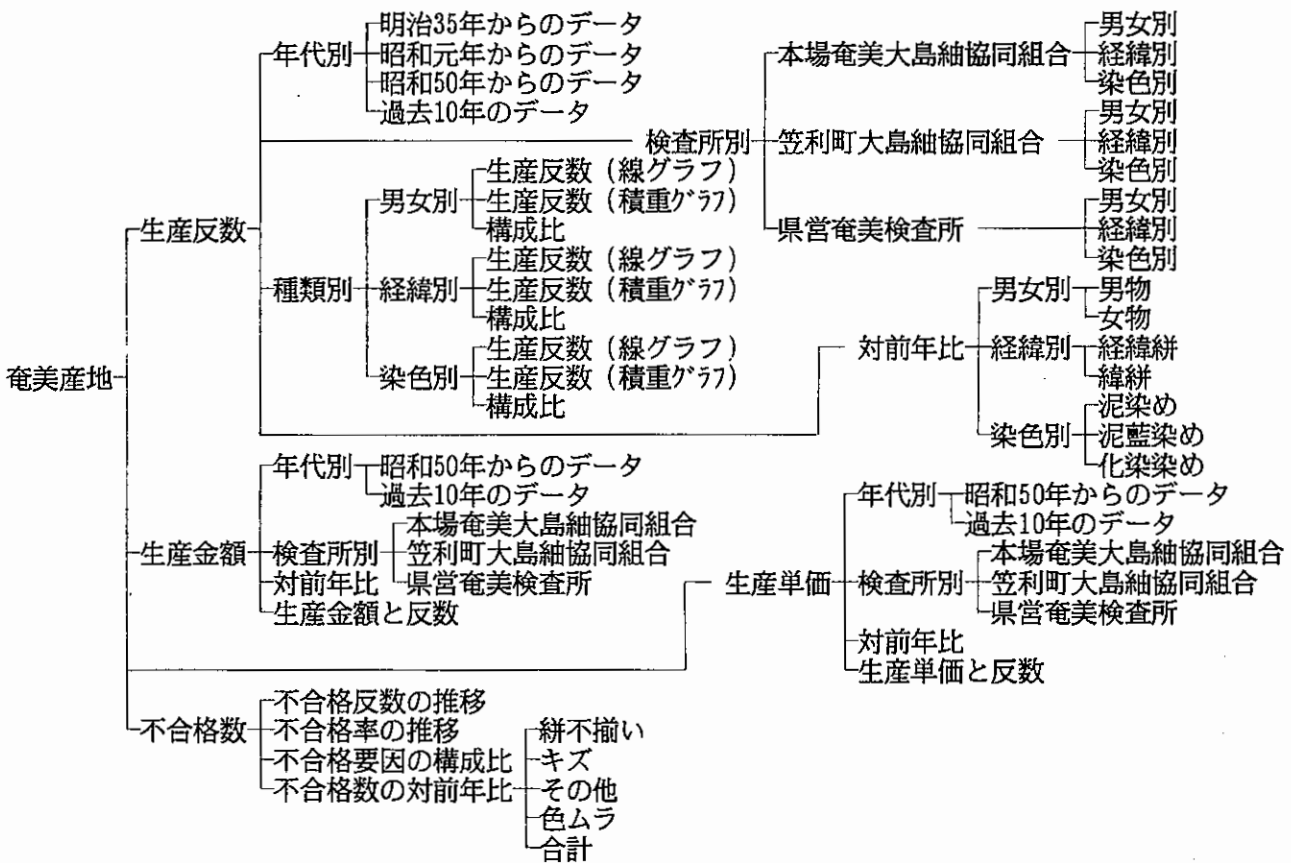 奄美産地
生産反数
年代別
明治35年からのデータ
昭和元年からのデータ
昭和50年からのデータ
過去10年のデータ
検査所別
本場奄美大島紬協同組合
男女別
経緯別
染色別
笠利町大島紬協同組合
男女別
経緯別
染色別
県営奄美検査所
男女別
経緯別
染色別
種類別
男女別
生産反数(線グラフ)
生産反数(積重グラフ)
構成比
経緯別
生産反数(線グラフ)
生産反数(積重グラフ)
構成比
染色別
生産反数(線グラフ)
生産反数(積重グラフ)
構成比
対前年比
男女別
男物
女物
経緯別
経緯絣
緯絣
染色別
泥染め
泥藍染め
化染染め
生産金額
年代別
昭和50年からのデータ
過去10年のデータ
検査所別
本場奄美大島紬協同組合
笠利町大島紬協同組合
県営奄美検査所
対前年比
生産金額と反数
生産単価
年代別
昭和50年からのデータ
過去10年のデータ
検査所別
本場奄美大島紬協同組合
笠利町大島紬協同組合
県営奄美検査所
対前年比
生産単価と反数
不合格数
不合格反数の推移
不合格率の推移
不合格要因の構成比
不合格数の対前年比
絣不揃い
キズ
その他
色ムラ
合計